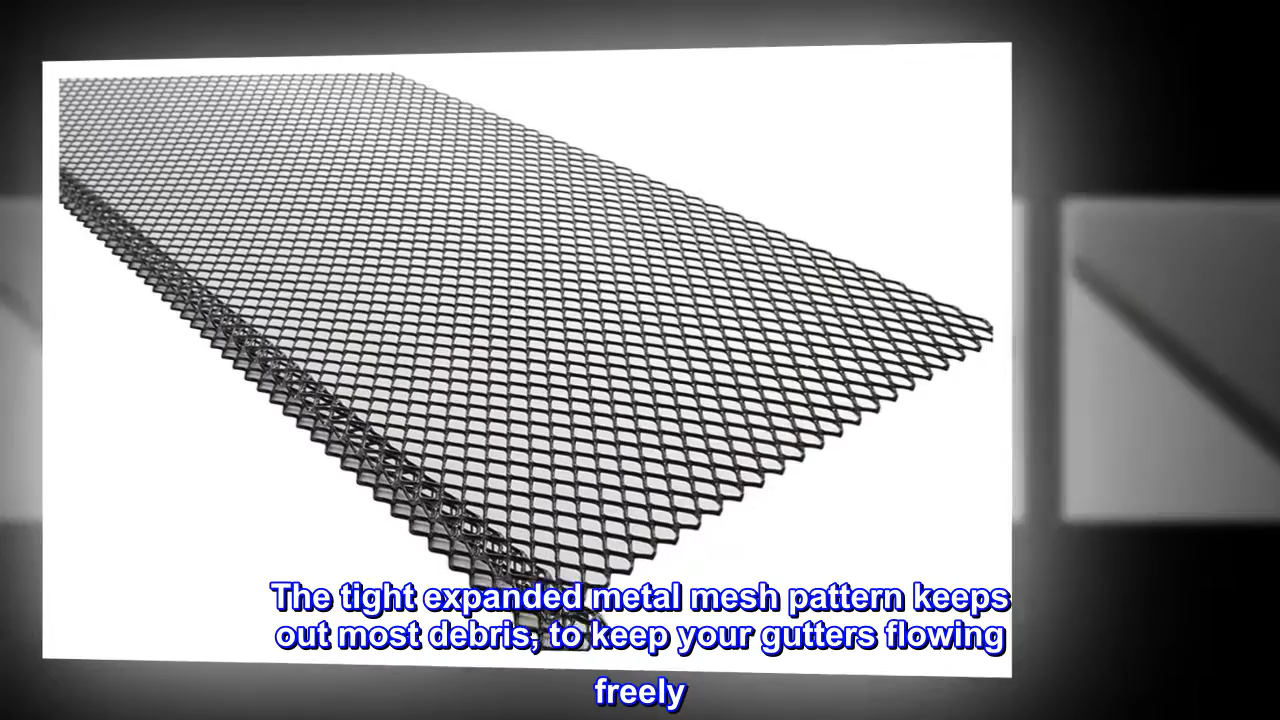 The tight expanded metal mesh pattern keeps
out most debris, to keep your gutters flowing
freely